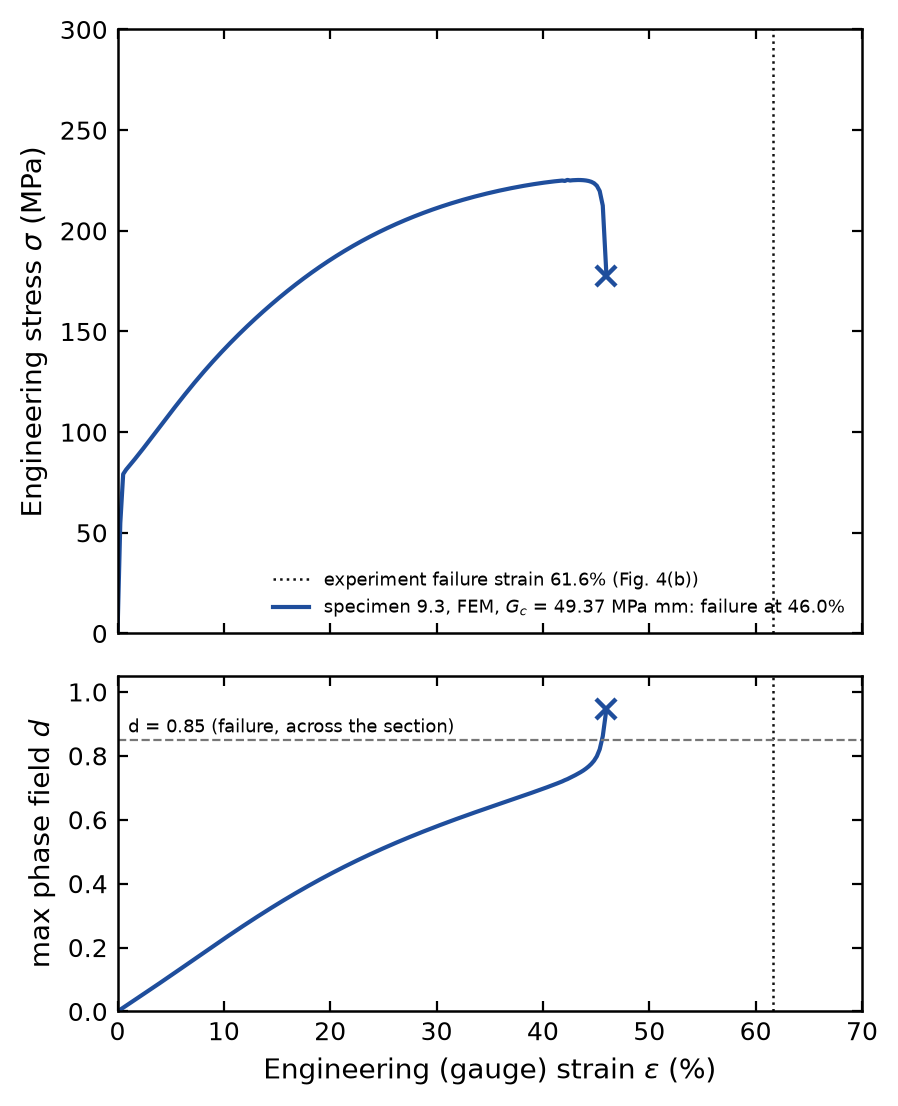 300
250
200
150
100
50
0
Engineering stress σ (MPa)
experiment failure strain 61.6% (Fig. 4(b))
specimen 9.3, FEM, G_c = 49.37 MPa mm: failure at 46.0%
1.0
0.8
0.6
0.4
0.2
0.0
max phase field d
d = 0.85 (failure, across the section)
0 10 20 30 40 50 60 70
Engineering (gauge) strain ε (%)